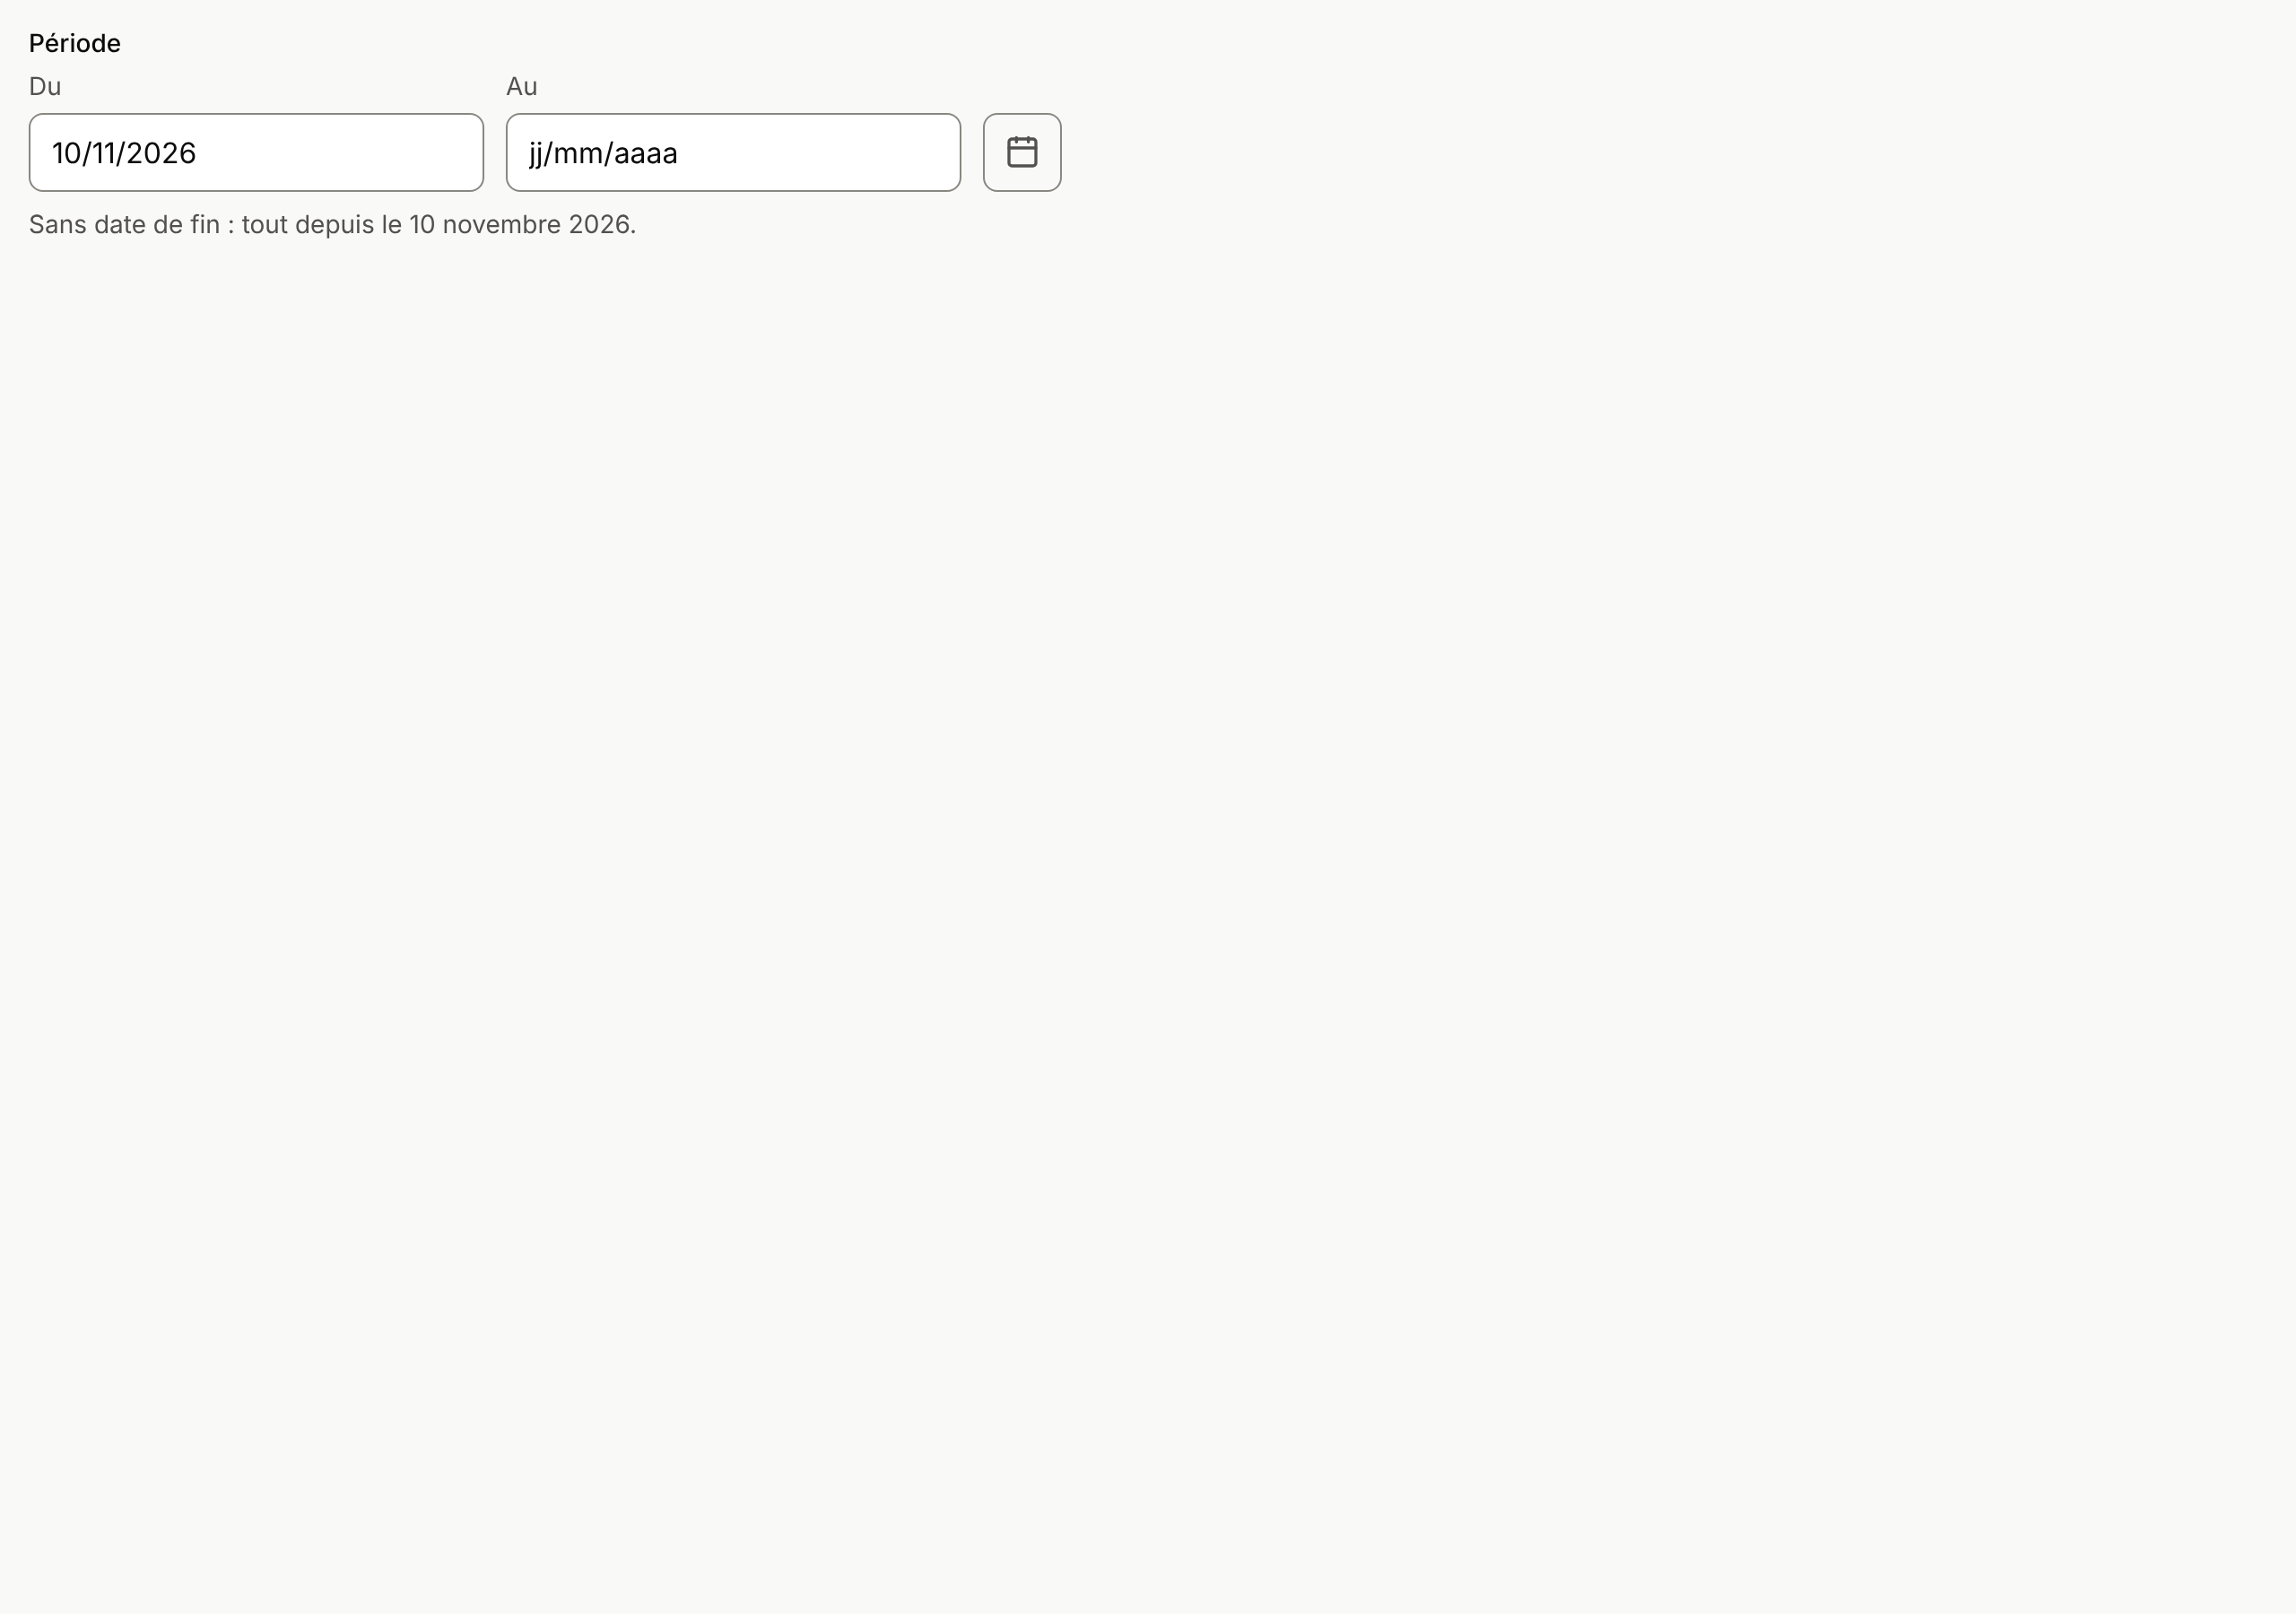 Période
Du Au
10/11/2026 jj/mm/aaaa
Sans date de fin : tout depuis le 10 novembre 2026.